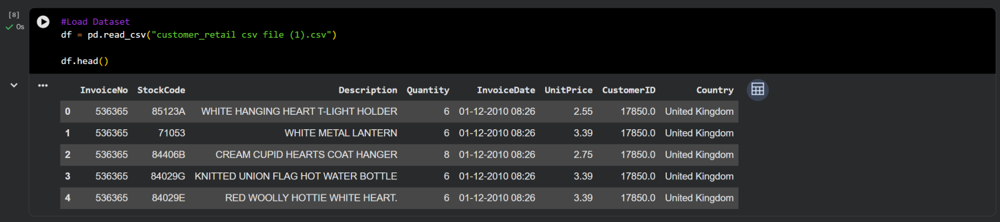 [8]
0s
#Load Dataset
df = pd.read_csv("customer_retail csv file (1).csv")
df.head()
InvoiceNo StockCode Description Quantity InvoiceDate UnitPrice CustomerID Country
0 536365 85123A WHITE HANGING HEART T-LIGHT HOLDER 6 01-12-2010 08:26 2.55 17850.0 United Kingdom
1 536365 71053 WHITE METAL LANTERN 6 01-12-2010 08:26 3.39 17850.0 United Kingdom
2 536365 84406B CREAM CUPID HEARTS COAT HANGER 8 01-12-2010 08:26 2.75 17850.0 United Kingdom
3 536365 84029G KNITTED UNION FLAG HOT WATER BOTTLE 6 01-12-2010 08:26 3.39 17850.0 United Kingdom
4 536365 84029E RED WOOLLY HOTTIE WHITE HEART. 6 01-12-2010 08:26 3.39 17850.0 United Kingdom